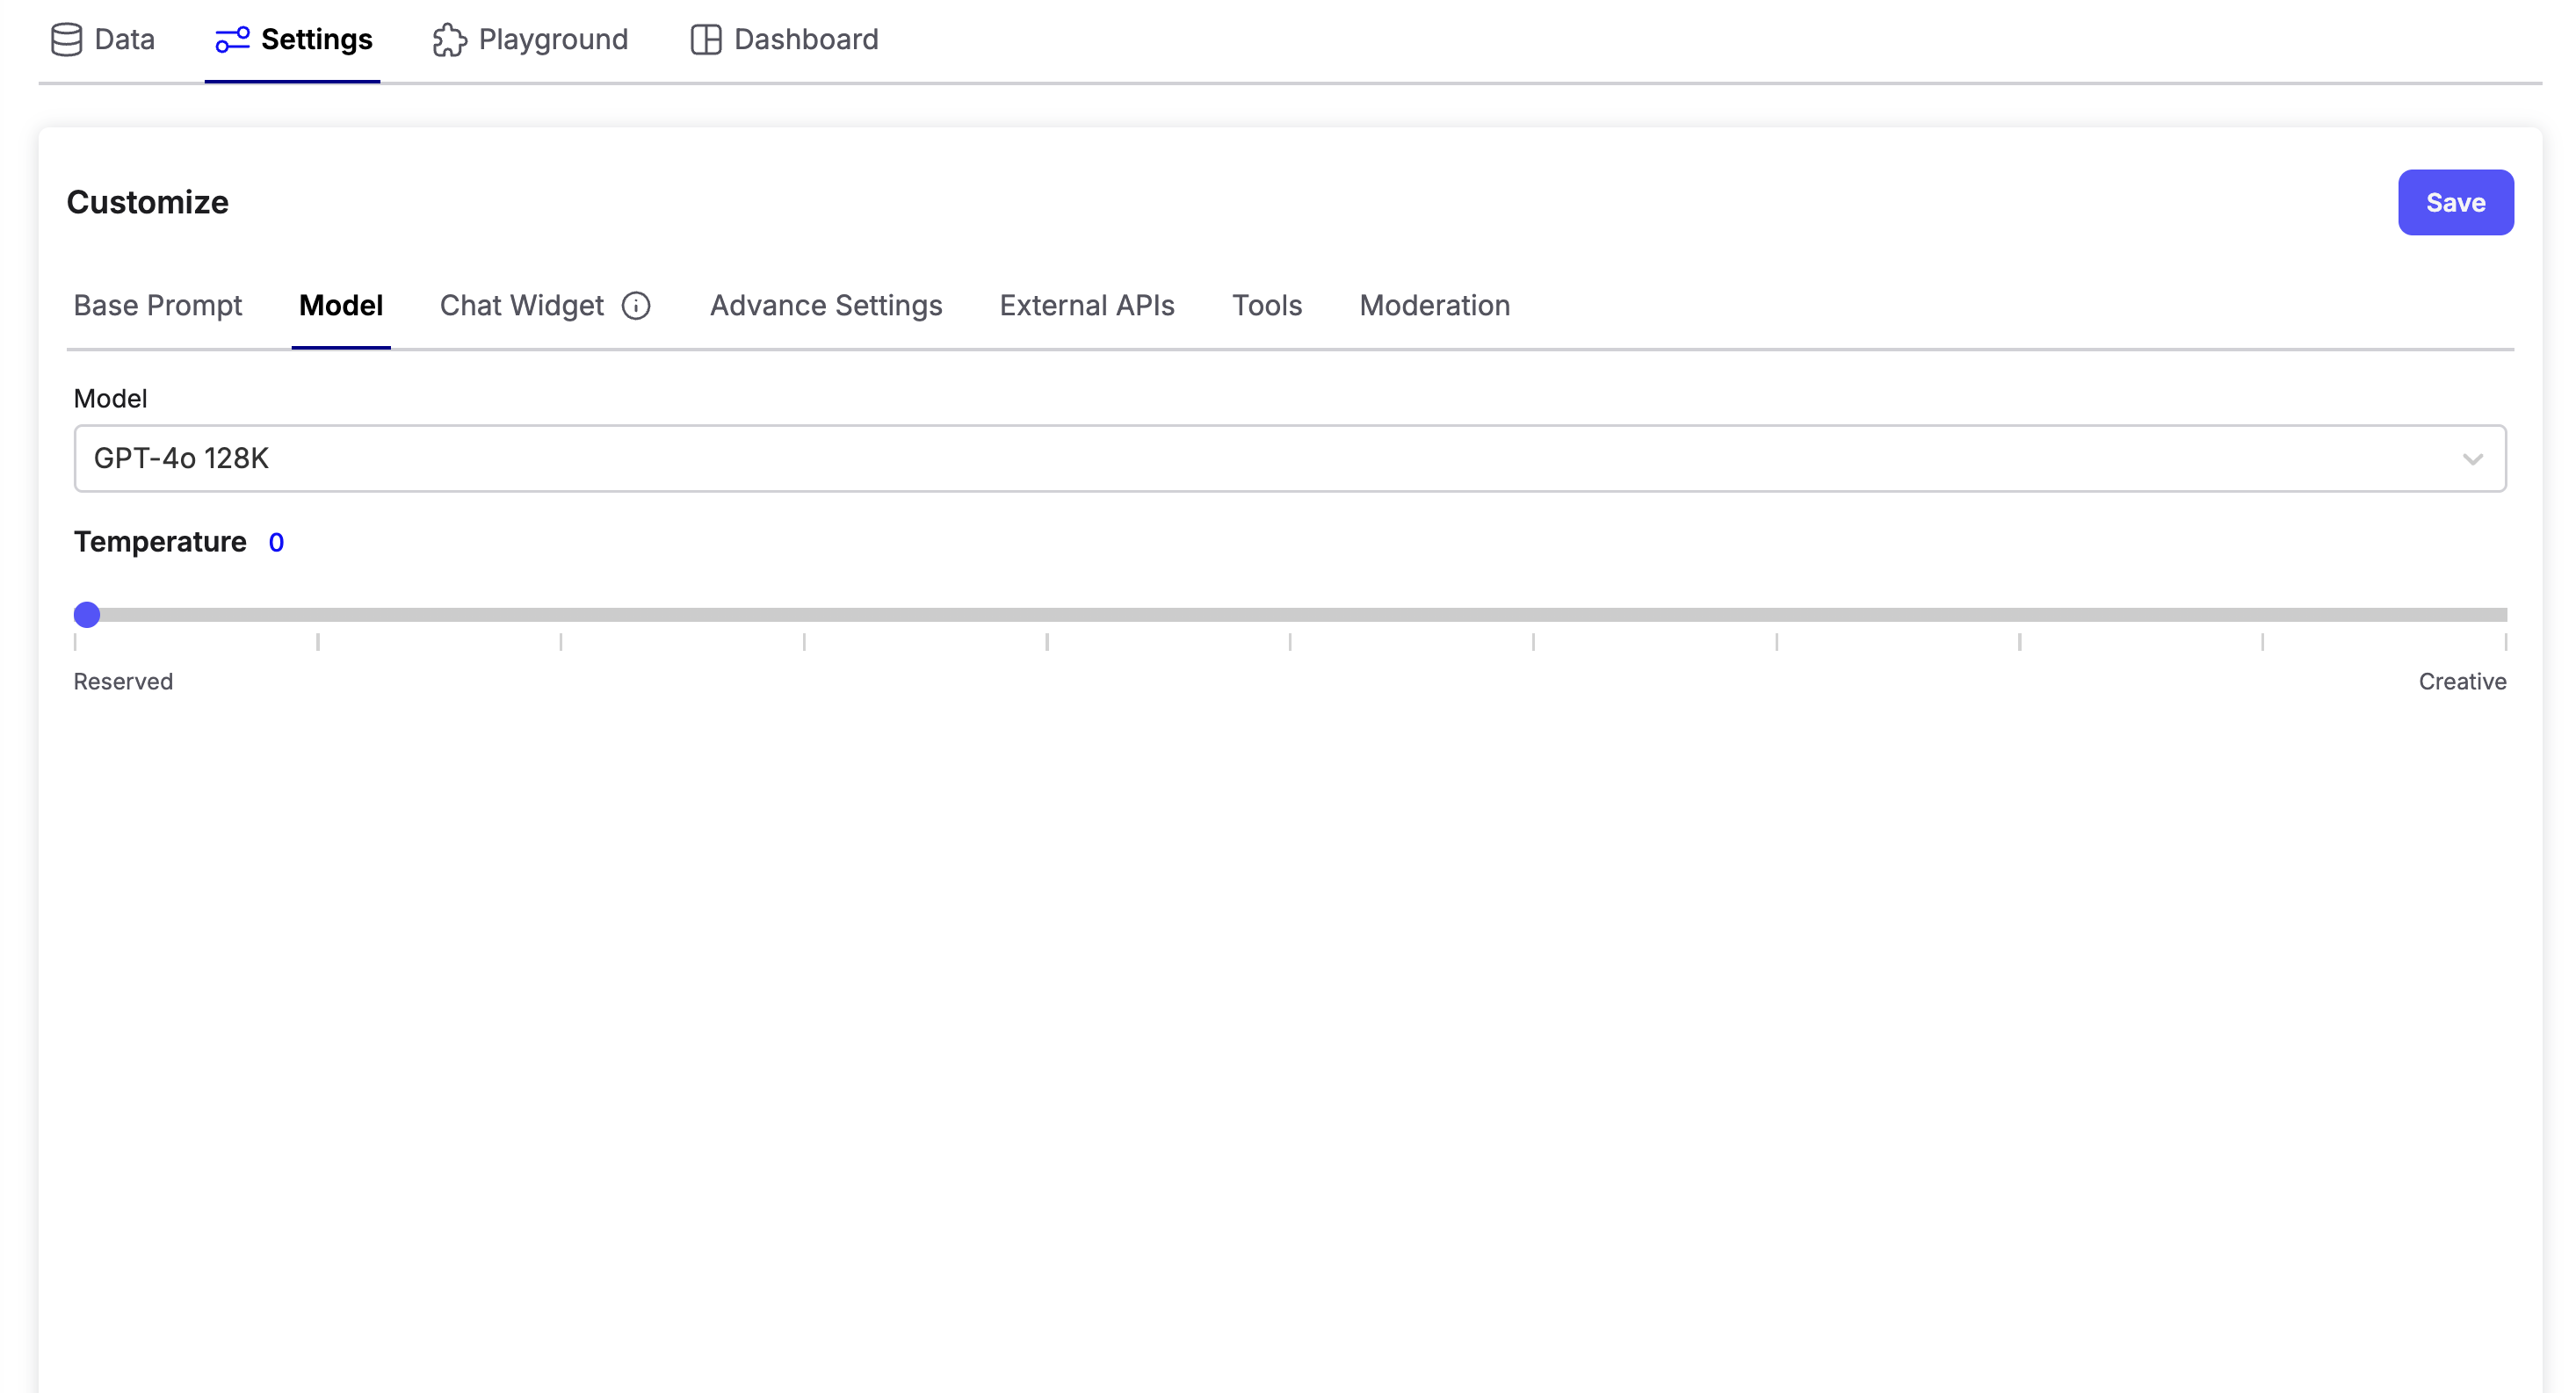 Data Settings Playground Dashboard
Customize Save
Base Prompt Model Chat Widget Advance Settings External APIs Tools Moderation
Model
GPT-4o 128K
Temperature 0
Reserved Creative